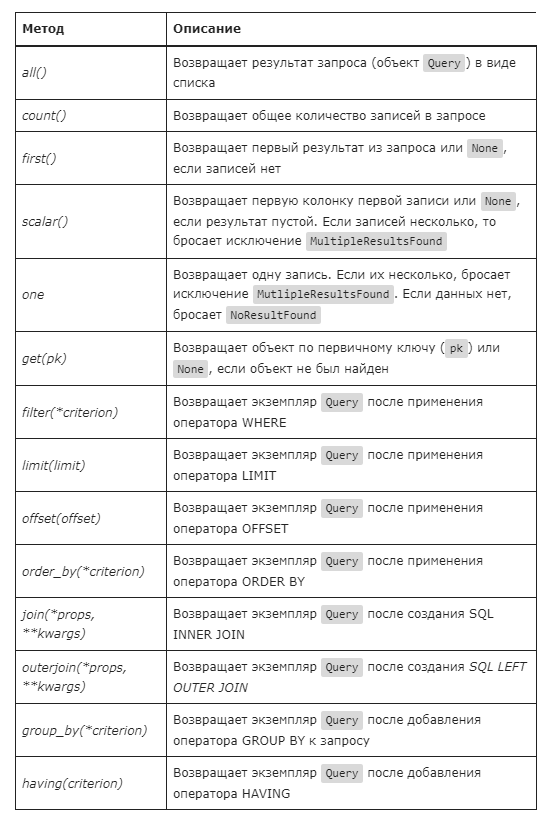 Метод Описание
all() Возвращает результат запроса (объект Query) в виде
списка
count() Возвращает общее количество записей в запросе
first() Возвращает первый результат из запроса или None,
если записей нет
scalar() Возвращает первую колонку первой записи или None,
если результат пустой. Если записей несколько, то
бросает исключение MultipleResultsFound
one Возвращает одну запись. Если их несколько, бросает
исключение MutlipleResultsFound. Если данных нет,
бросает NoResultFound
get(pk) Возвращает объект по первичному ключу (pk) или
None, если объект не был найден
filter(*criterion) Возвращает экземпляр Query после применения
оператора WHERE
limit(limit) Возвращает экземпляр Query после применения
оператора LIMIT
offset(offset) Возвращает экземпляр Query после применения
оператора OFFSET
order_by(*criterion) Возвращает экземпляр Query после применения
оператора ORDER BY
join(*props, Возвращает экземпляр Query после создания SQL
**kwargs) INNER JOIN
outerjoin(*props, Возвращает экземпляр Query после создания SQL LEFT
**kwargs) OUTER JOIN
group_by(*criterion) Возвращает экземпляр Query после добавления
оператора GROUP BY к запросу
having(criterion) Возвращает экземпляр Query после добавления
оператора HAVING